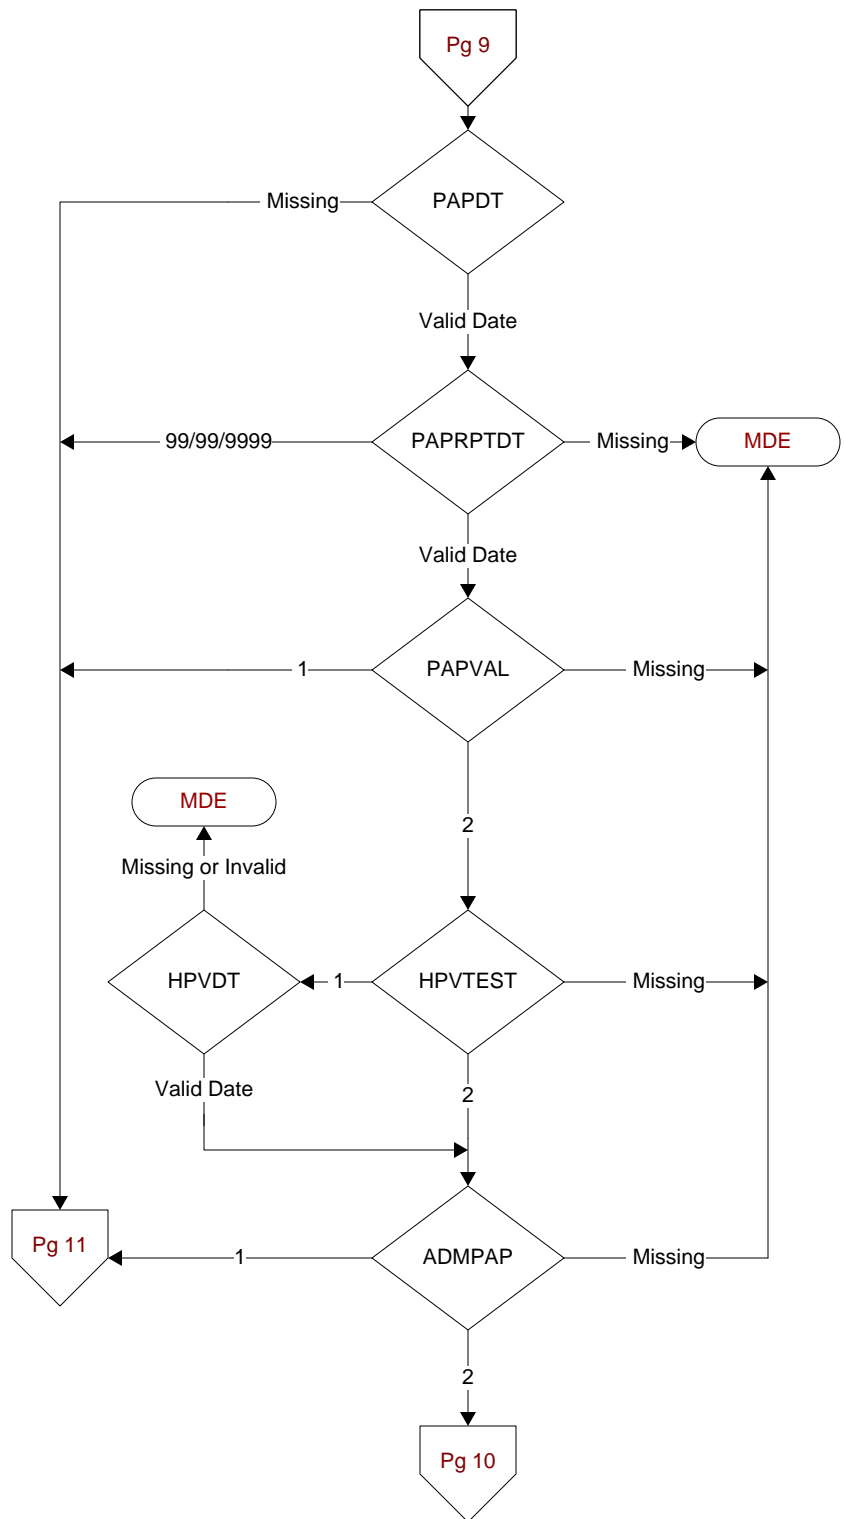 Pg 9
Missing
PAPDT
Valid Date
99/99/9999
PAPRPTDT
Missing
MDE
Valid Date
1
PAPVAL
Missing
MDE
2
Missing or Invalid
HPVDT
1
HPVTEST
Missing
Valid Date
2
Pg 11
1
ADMPAP
Missing
2
Pg 10